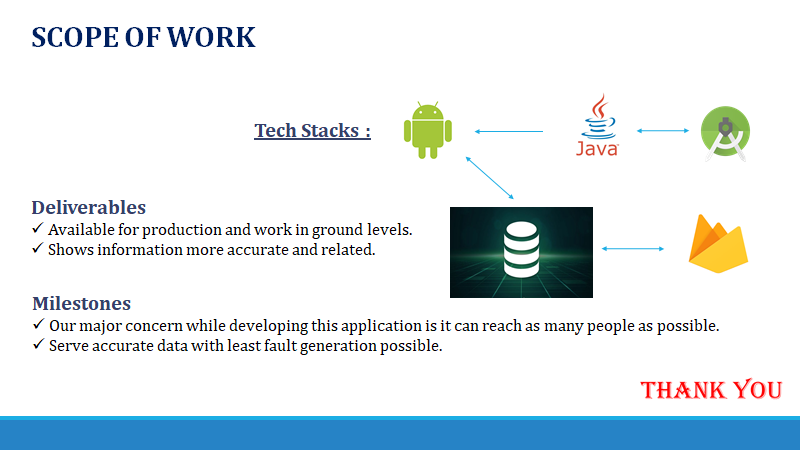 SCOPE OF WORK
Tech Stacks :
Java
Deliverables
✓ Available for production and work in ground levels.
✓ Shows information more accurate and related.
Milestones
✓ Our major concern while developing this application is it can reach as many people as possible.
✓ Serve accurate data with least fault generation possible.
THANK YOU